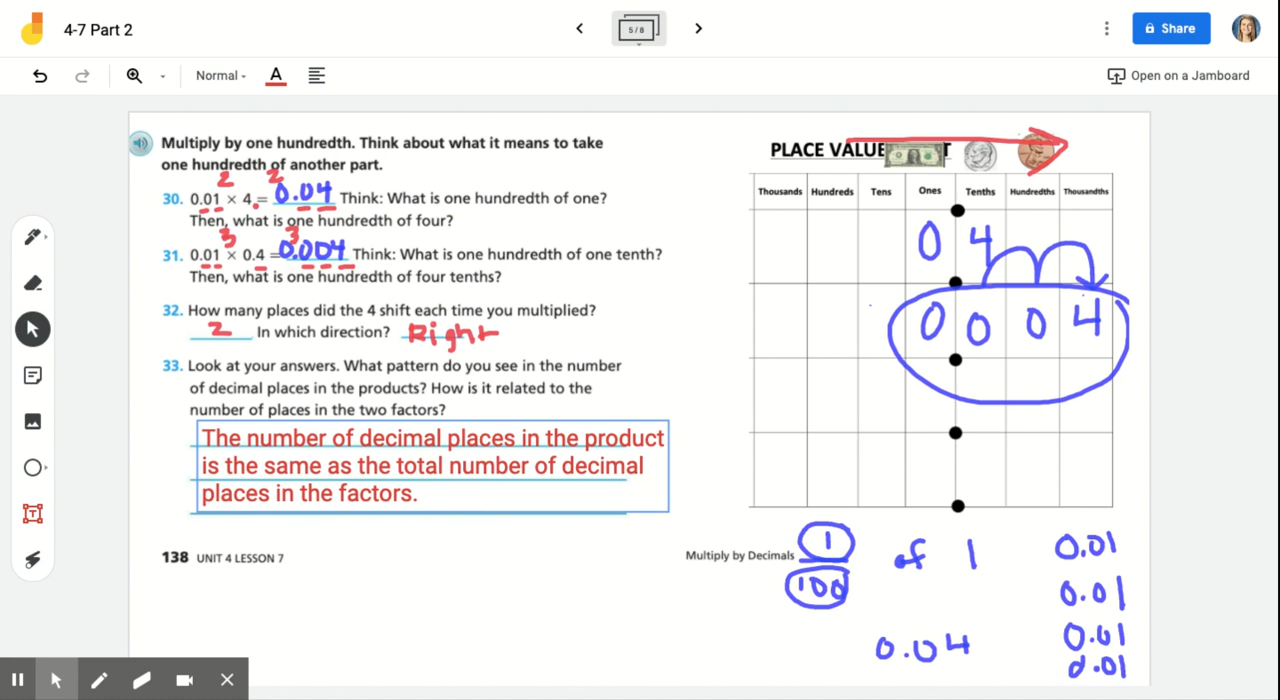 4-7 Part 2
5/8
Share
Normal
A
Open on a Jamboard
Multiply by one hundredth. Think about what it means to take
one hundredth of another part.
2 2
30. 0.01 × 4 = 0.04 Think: What is one hundredth of one?
Then, what is one hundredth of four?
3 3
31. 0.01 × 0.4 = 0.004 Think: What is one hundredth of one tenth?
Then, what is one hundredth of four tenths?
32. How many places did the 4 shift each time you multiplied?
2 In which direction? Right
33. Look at your answers. What pattern do you see in the number
of decimal places in the products? How is it related to the
number of places in the two factors?
The number of decimal places in the product
is the same as the total number of decimal
places in the factors.
138 UNIT 4 LESSON 7
PLACE VALUE T
Thousands Hundreds Tens Ones Tenths Hundredths Thousandths
0 4
0 0 0 4
Multiply by Decimals
1
100
of 1
0.04
0.01
0.01
0.01
0.01